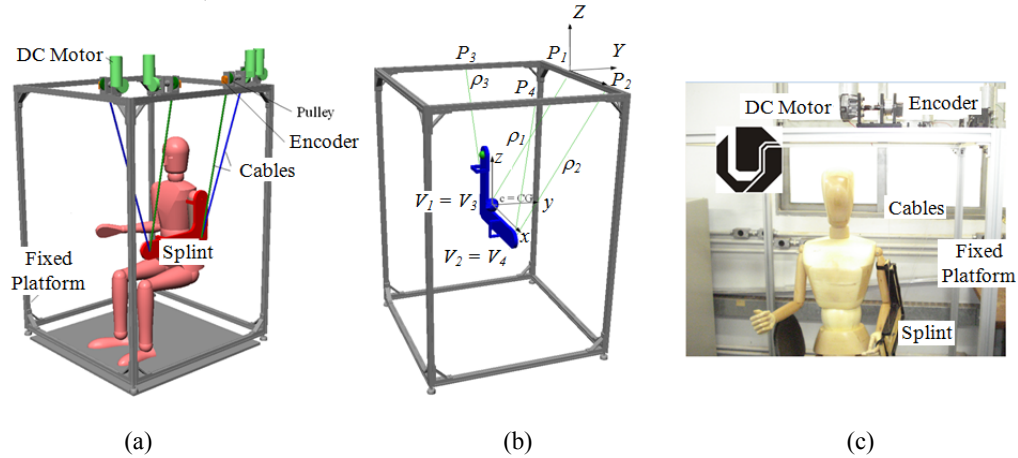 DC Motor
Pulley
Encoder
Cables
Splint
Fixed
Platform
(a)
Z
Y
P3
P1
P2
P4
ρ3
ρ1
ρ2
Z
c = CG
y
x
V1 = V3
V2 = V4
(b)
DC Motor
Encoder
Cables
Fixed
Platform
Splint
(c)